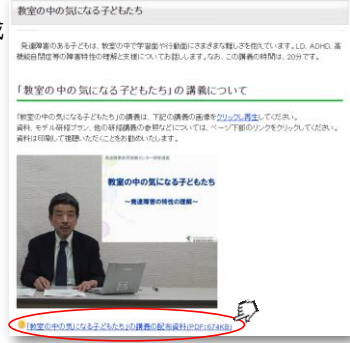 教室の中の気になる子どもたち
発達障害のある子どもは、教室の中で学習面や行動面にさまざまな難しさを抱えています。LD、ADHD、高
機能自閉症等の障害特性の理解と支援についてお話しします。なお、この講義の時間は、20分です。
「教室の中の気になる子どもたち」の講義について
「教室の中の気になる子どもたち」の講義は、下記の講義の画像をクリックし再生してください。
資料、モデル研修プラン、他の研修講義の参照などについては、ページ下部のリンクをクリックしてください。
資料は印刷して視聴いただくことをお勧めいたします。
教室の中の気になる子どもたち
～発達障害の特性の理解～
「教室の中の気になる子どもたち」の講義の配布資料(PDF:674KB)